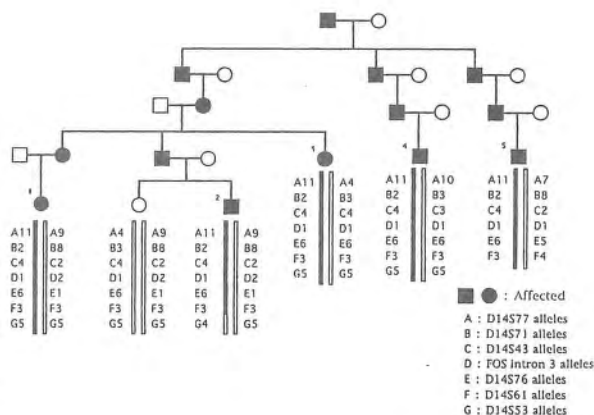 2
4
5
A11 A9
B2 B8
C4 C2
D1 D2
E6 E1
F3 F3
G5 G5
A4 A9
B3 B8
C4 C2
D1 D2
E6 E1
F3 F3
G5 G5
A11 A9
B2 B8
C4 C2
D1 D2
E6 E1
F3 F3
G4 G5
A11 A4
B2 B3
C4 C4
D1 D1
E6 E6
F3 F3
G5 G5
A11 A10
B2 B3
C4 C3
D1 D1
E6 E6
F3 F3
G5 G5
A11 A7
B2 B8
C4 C2
D1 D1
E6 E5
F3 F4
: Affected
A : D14S77 alleles
B : D14S71 alleles
C : D14S43 alleles
D : FOS intron 3 alleles
E : D14S76 alleles
F : D14S61 alleles
G : D14S53 alleles